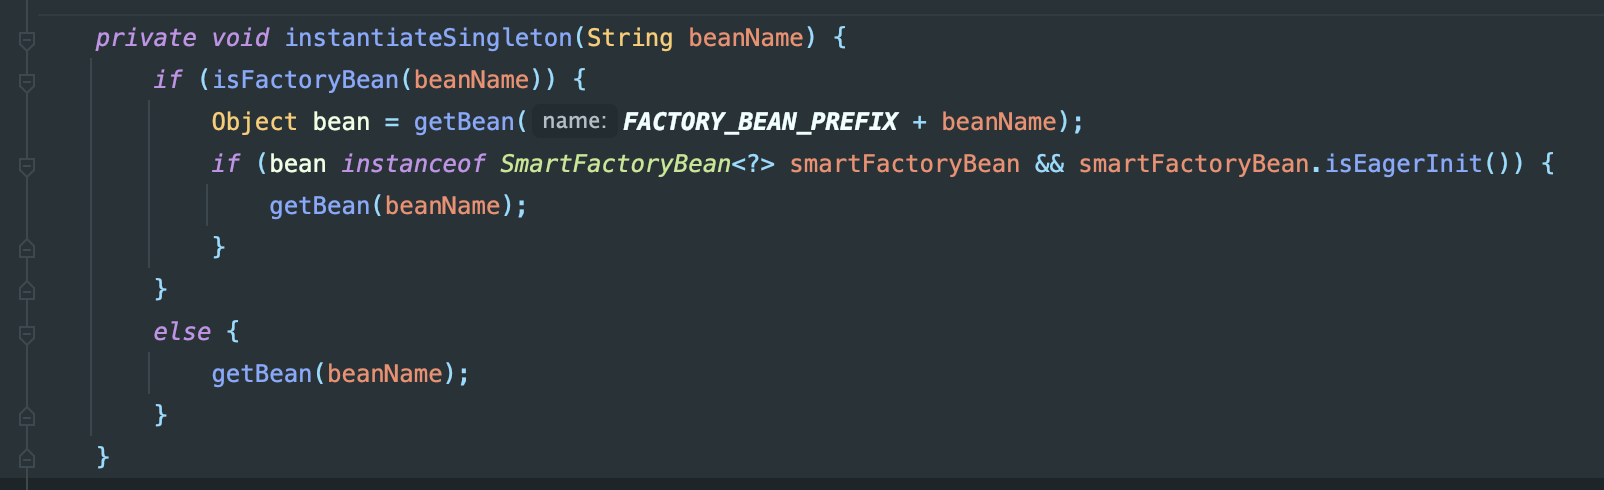 private void instantiateSingleton(String beanName) {
if (isFactoryBean(beanName)) {
Object bean = getBean( name: FACTORY_BEAN_PREFIX + beanName);
if (bean instanceof SmartFactoryBean<?> smartFactoryBean && smartFactoryBean.isEagerInit()) {
getBean(beanName);
}
}
else {
getBean(beanName);
}
}